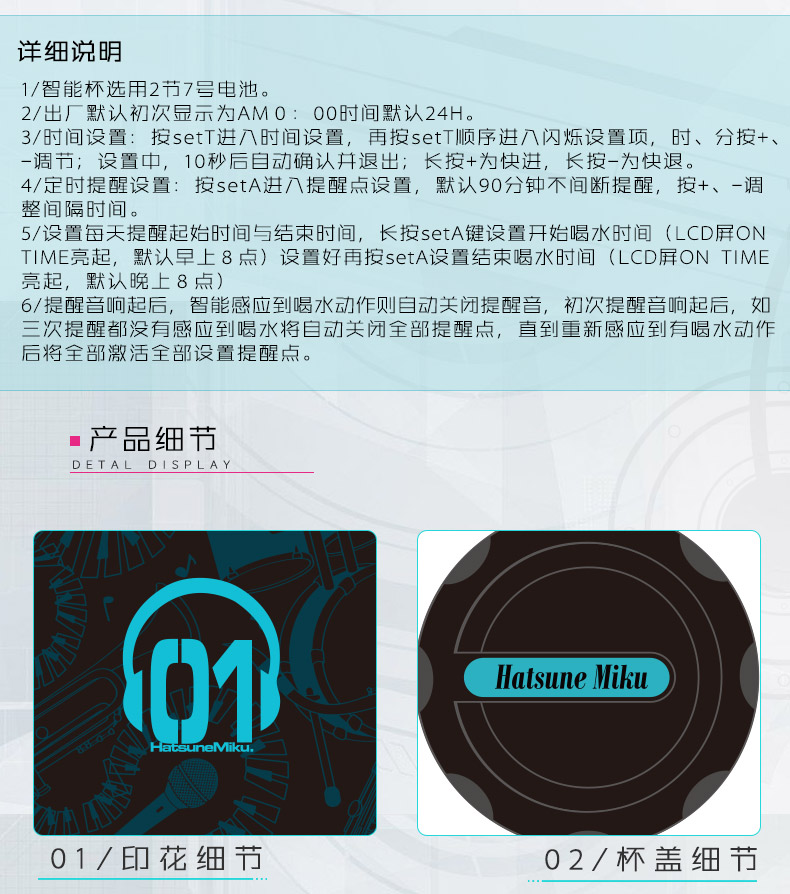 详细说明
1/智能杯选用2节7号电池。
2/出厂默认初次显示为AM 0：00时间默认24H。
3/时间设置：按setT进入时间设置，再按setT顺序进入闪烁设置项，时、分按+、
-调节；设置中，10秒后自动确认并退出；长按+为快进，长按-为快退。
4/定时提醒设置：按setA进入提醒点设置，默认90分钟不间断提醒，按+、-调
整间隔时间。
5/设置每天提醒起始时间与结束时间，长按setA键设置开始喝水时间（LCD屏ON
TIME亮起，默认早上8点）设置好再按setA设置结束喝水时间（LCD屏ON TIME
亮起，默认晚上8点）
6/提醒音响起后，智能感应到喝水动作则自动关闭提醒音，初次提醒音响起后，如
三次提醒都没有感应到喝水将自动关闭全部提醒点，直到重新感应到有喝水动作
后将全部激活全部设置提醒点。
产品细节
DETAL DISPLAY
01
HatsuneMiku.
Hatsune Miku
01/印花细节
02/杯盖细节